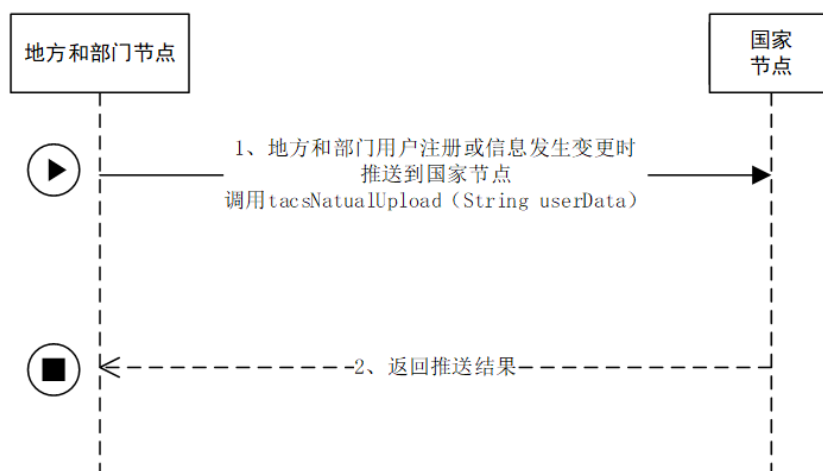 地方和部门节点
国家
节点
1、地方和部门用户注册或信息发生变更时
推送到国家节点
调用tacsNatualUpload（String userData）
2、返回推送结果